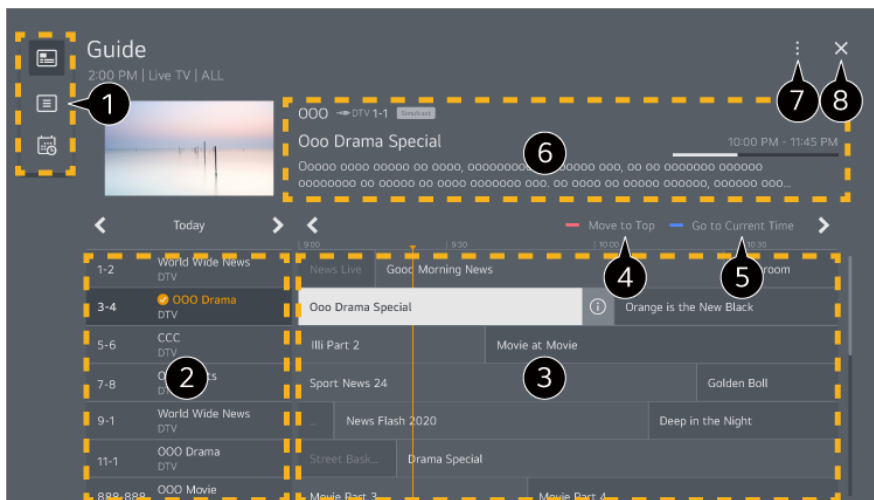 Guide
2:00 PM | Live TV | ALL
1
7
8
OOO DTV 1-1 Simulcast
Ooo Drama Special
6
10:00 PM - 11:45 PM
Ooooo oooo ooooo oo oooo, ooooooooo ooooo ooo, oo oo ooooooo oooooo
oooooooo oo ooooo oo oooo ooooooo ooo. oo oooo oo ooooo oooooo, oooooo ooo...
Today
Move to Top
Go to Current Time
9:00
9:30
10:00
10:30
4
5
1-2
World Wide News
DTV
News Live
Good Morning News
room
3-4
OOO Drama
DTV
Ooo Drama Special
Orange is the New Black
5-6
CCC
DTV
Illi Part 2
Movie at Movie
7-8
DTV
2
Sport News 24
3
Golden Boll
9-1
World Wide News
DTV
...
News Flash 2020
Deep in the Night
11-1
OOO Drama
DTV
Street Bask...
Drama Special
888-888
OOO Movie
Movie Part 3
Movie Part 4